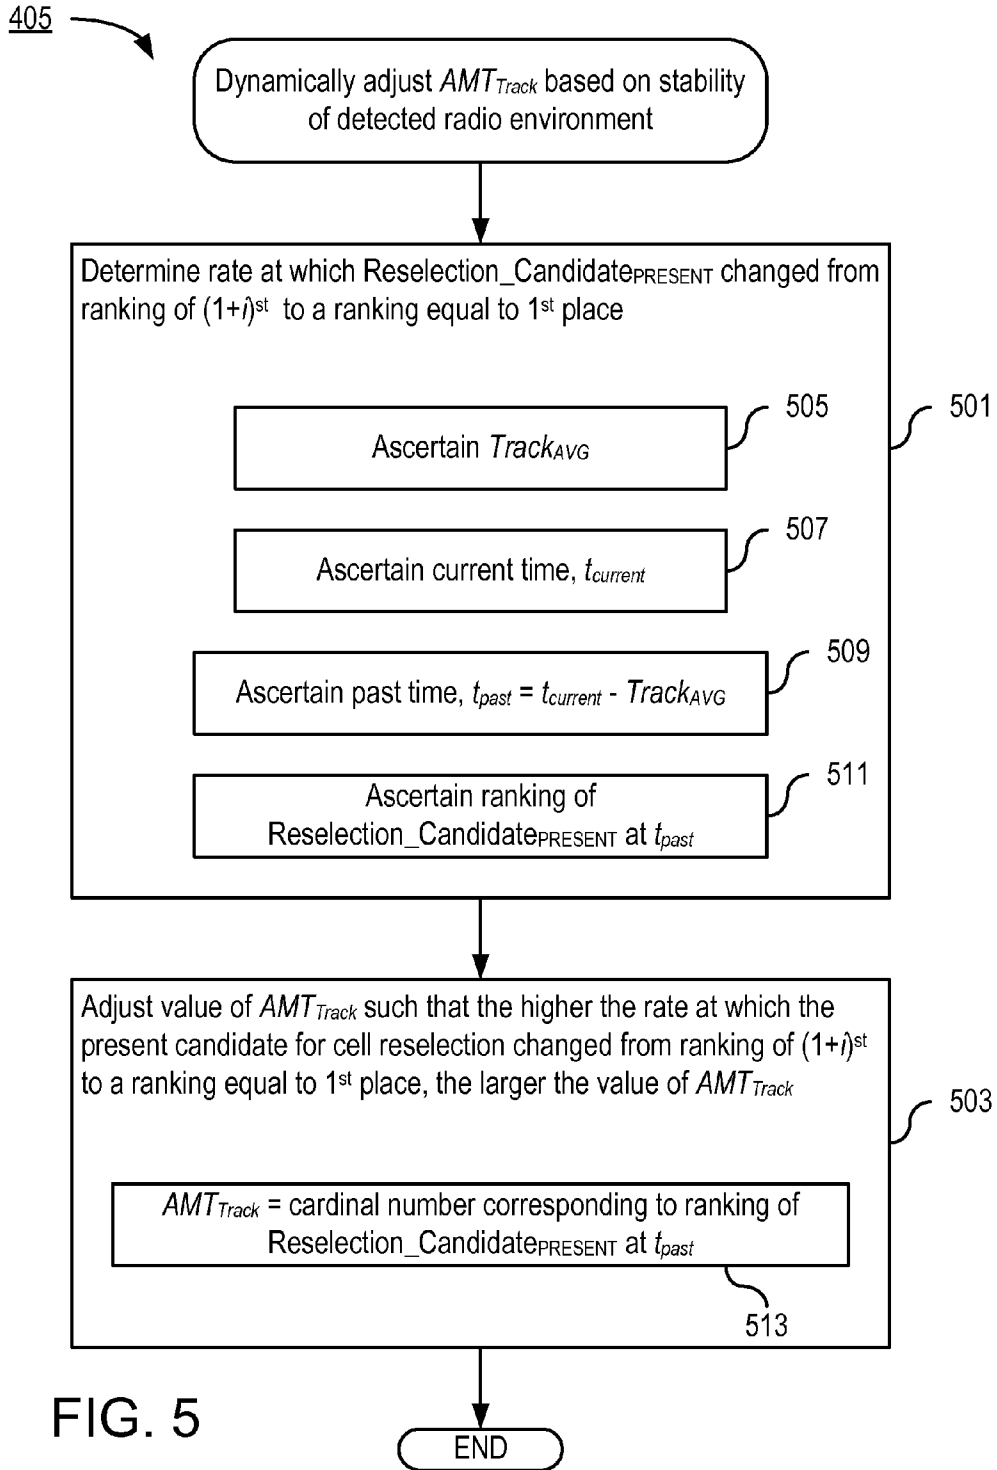 405
Dynamically adjust AMTTrack based on stability
of detected radio environment
Determine rate at which Reselection_CandidatePRESENT changed from
ranking of (1+i)st to a ranking equal to 1st place
505
501
Ascertain TrackAVG
507
Ascertain current time, tcurrent
509
Ascertain past time, tpast = tcurrent - TrackAVG
511
Ascertain ranking of
Reselection_CandidatePRESENT at tpast
Adjust value of AMTTrack such that the higher the rate at which the
present candidate for cell reselection changed from ranking of (1+i)st
to a ranking equal to 1st place, the larger the value of AMTTrack
503
AMTTrack = cardinal number corresponding to ranking of
Reselection_CandidatePRESENT at tpast
513
FIG. 5
END